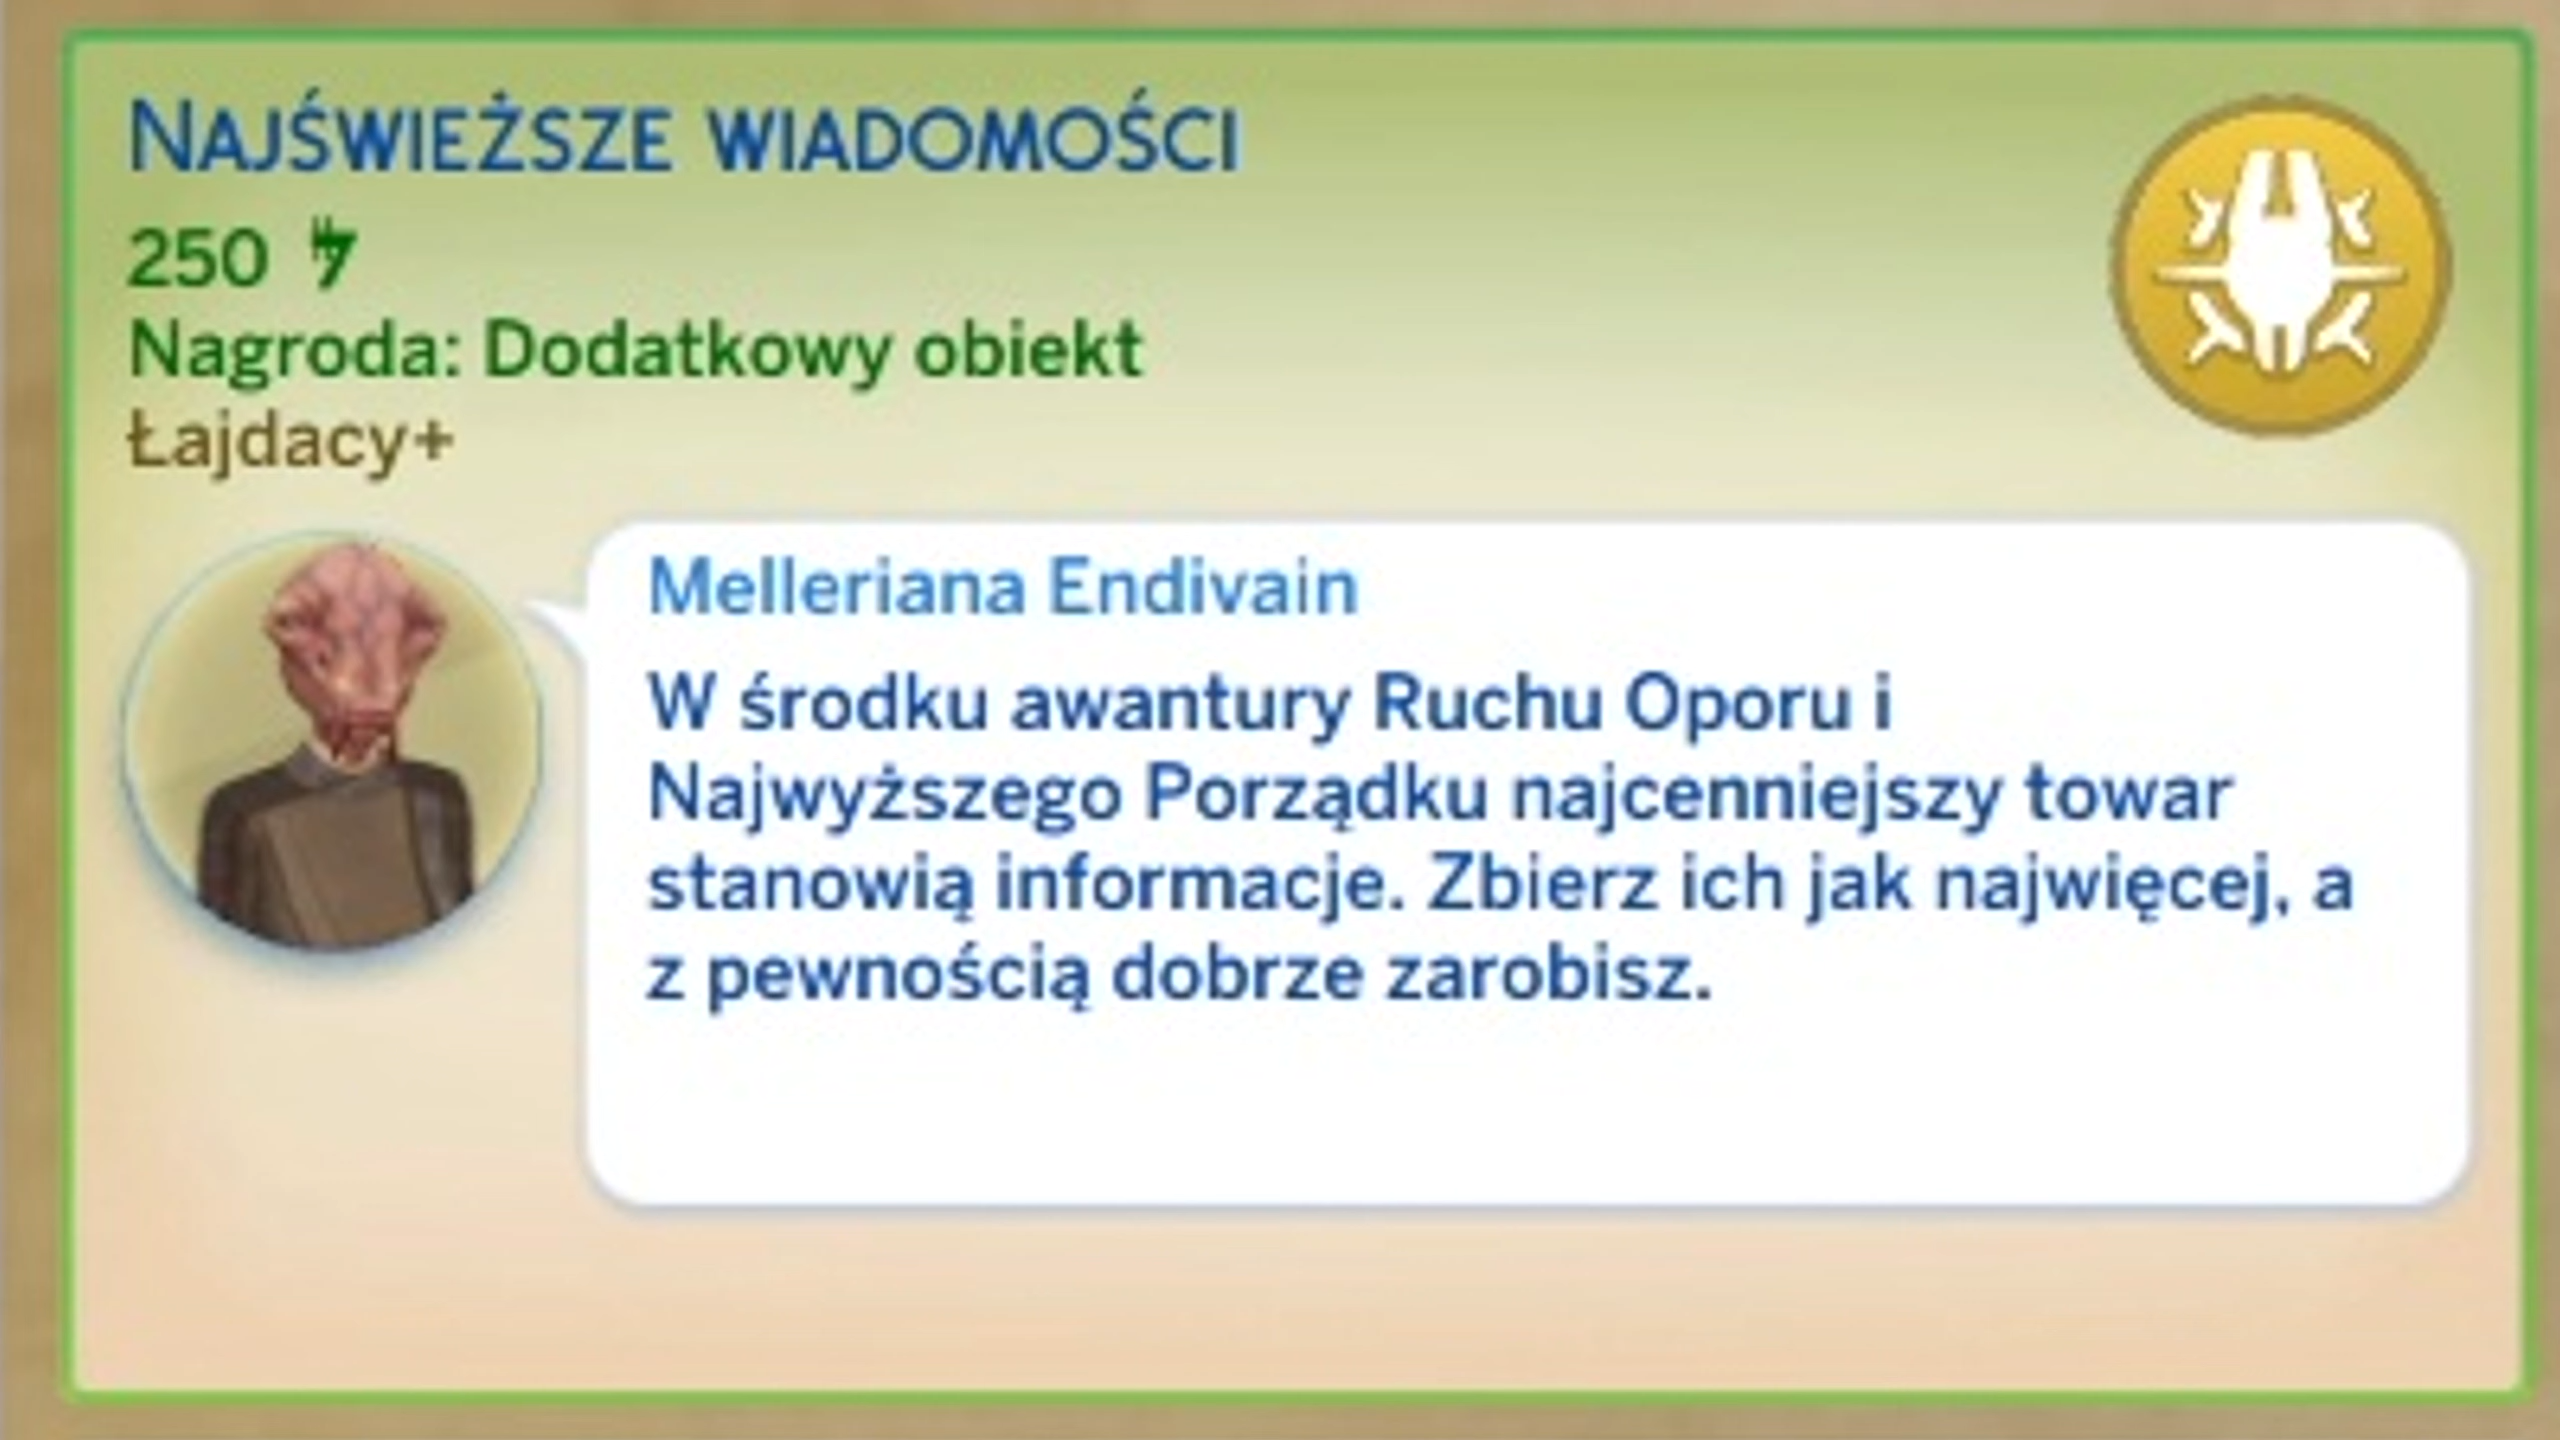 Najświeższe wiadomości
250
Nagroda: Dodatkowy obiekt
Łajdacy+
Melleriana Endivain
W środku awantury Ruchu Oporu i
Najwyższego Porządku najcenniejszy towar
stanowią informacje. Zbierz ich jak najwięcej, a
z pewnością dobrze zarobisz.